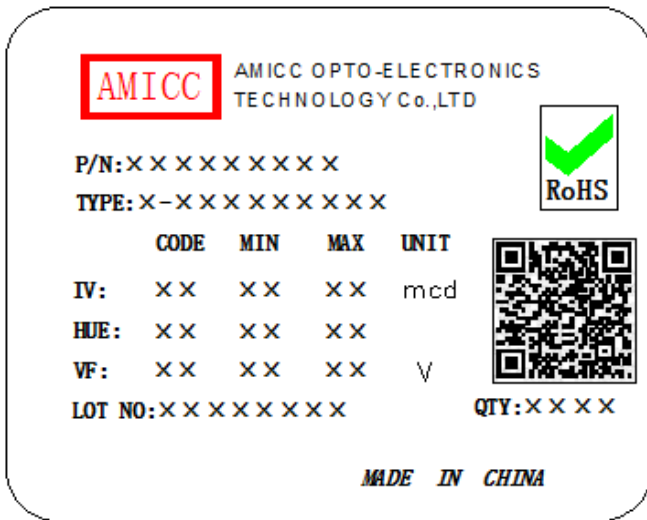 AMICC
AMICC OPTO-ELECTRONICS
TECHNOLOGY Co.,LTD
RoHS
P/N:×××××××××
TYPE:×-×××××××××
CODE MIN MAX UNIT
IV: ×× ×× ×× mcd
HUE: ×× ×× ××
VF: ×× ×× ×× V
LOT NO:××××××××
QTY:××××
MADE IN CHINA